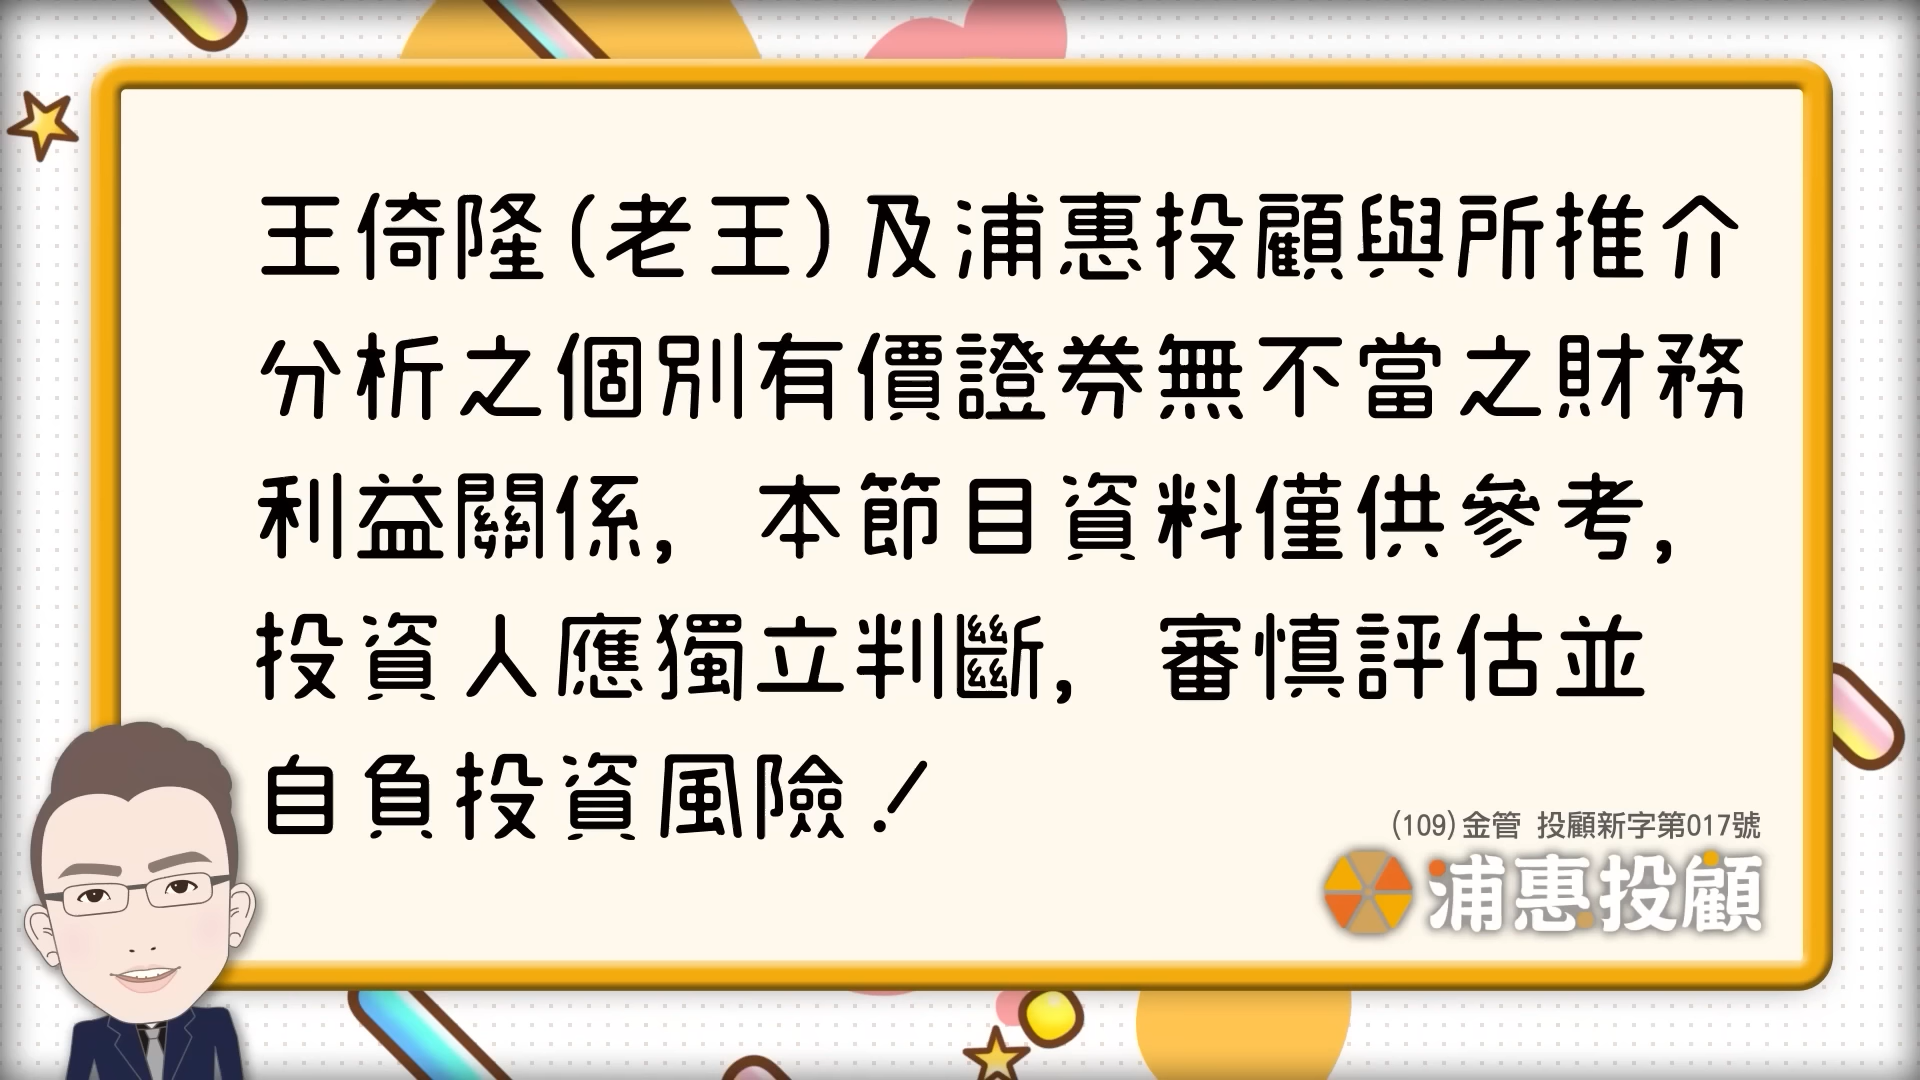 王倚隆(老王)及浦惠投顧與所推介
分析之個別有價證券無不當之財務
利益關係，本節目資料僅供參考，
投資人應獨立判斷，審慎評估並
自負投資風險！
(109)金管 投顧新字第017號
浦惠投顧